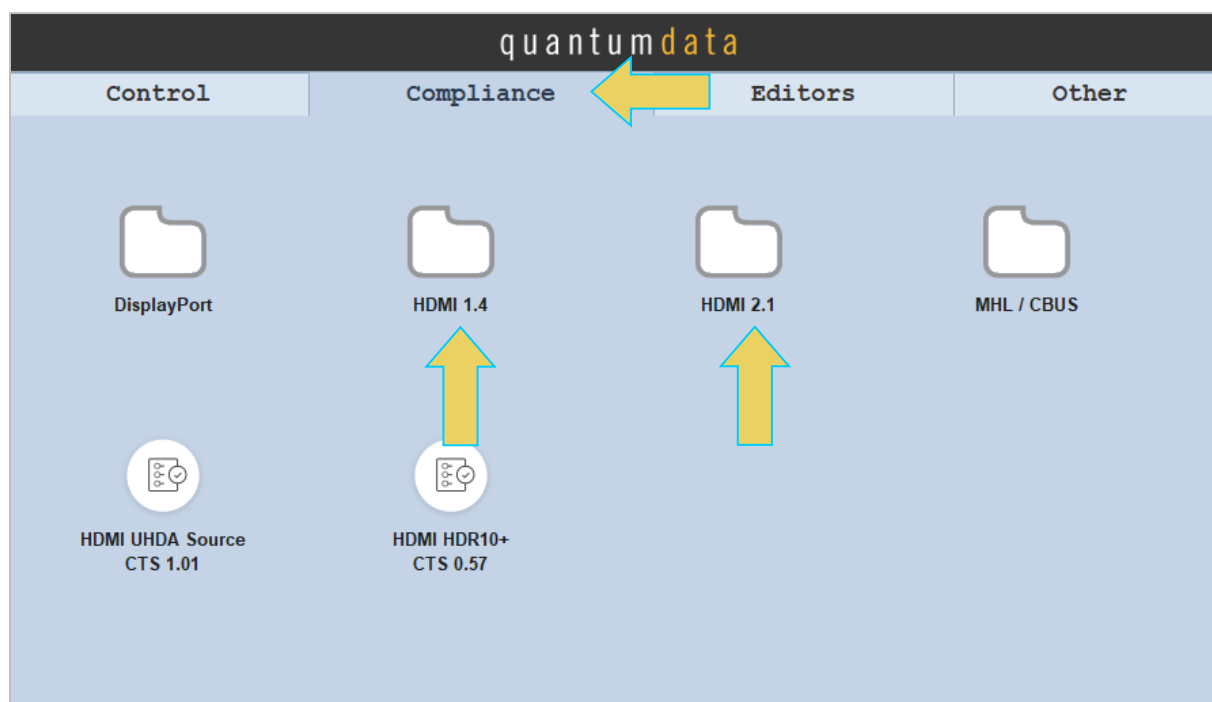 quantumdata
Control Compliance Editors Other
DisplayPort HDMI 1.4 HDMI 2.1 MHL / CBUS
HDMI UHDA Source
CTS 1.01
HDMI HDR10+
CTS 0.57